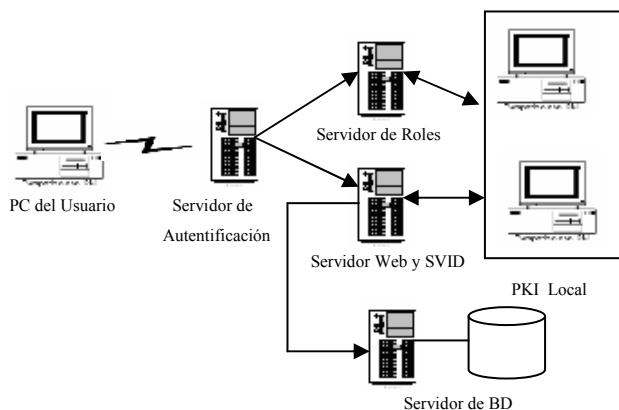 Servidor de Roles
PC del Usuario
Servidor de
Autentificación
Servidor Web y SVID
PKI Local
Servidor de BD